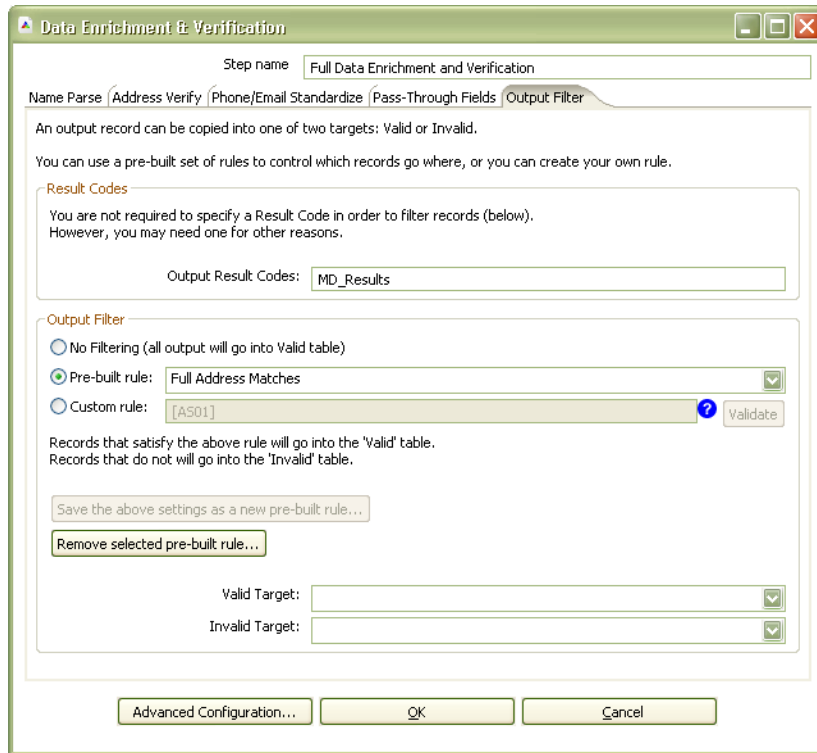 Data Enrichment & Verification
Step name Full Data Enrichment and Verification
Name Parse Address Verify Phone/Email Standardize Pass-Through Fields Output Filter
An output record can be copied into one of two targets: Valid or Invalid.
You can use a pre-built set of rules to control which records go where, or you can create your own rule.
Result Codes
You are not required to specify a Result Code in order to filter records (below).
However, you may need one for other reasons.
Output Result Codes: MD_Results
Output Filter
No Filtering (all output will go into Valid table)
Pre-built rule: Full Address Matches
Custom rule: [AS01] ? Validate
Records that satisfy the above rule will go into the 'Valid' table.
Records that do not will go into the 'Invalid' table.
Save the above settings as a new pre-built rule...
Remove selected pre-built rule...
Valid Target:
Invalid Target:
Advanced Configuration... OK Cancel